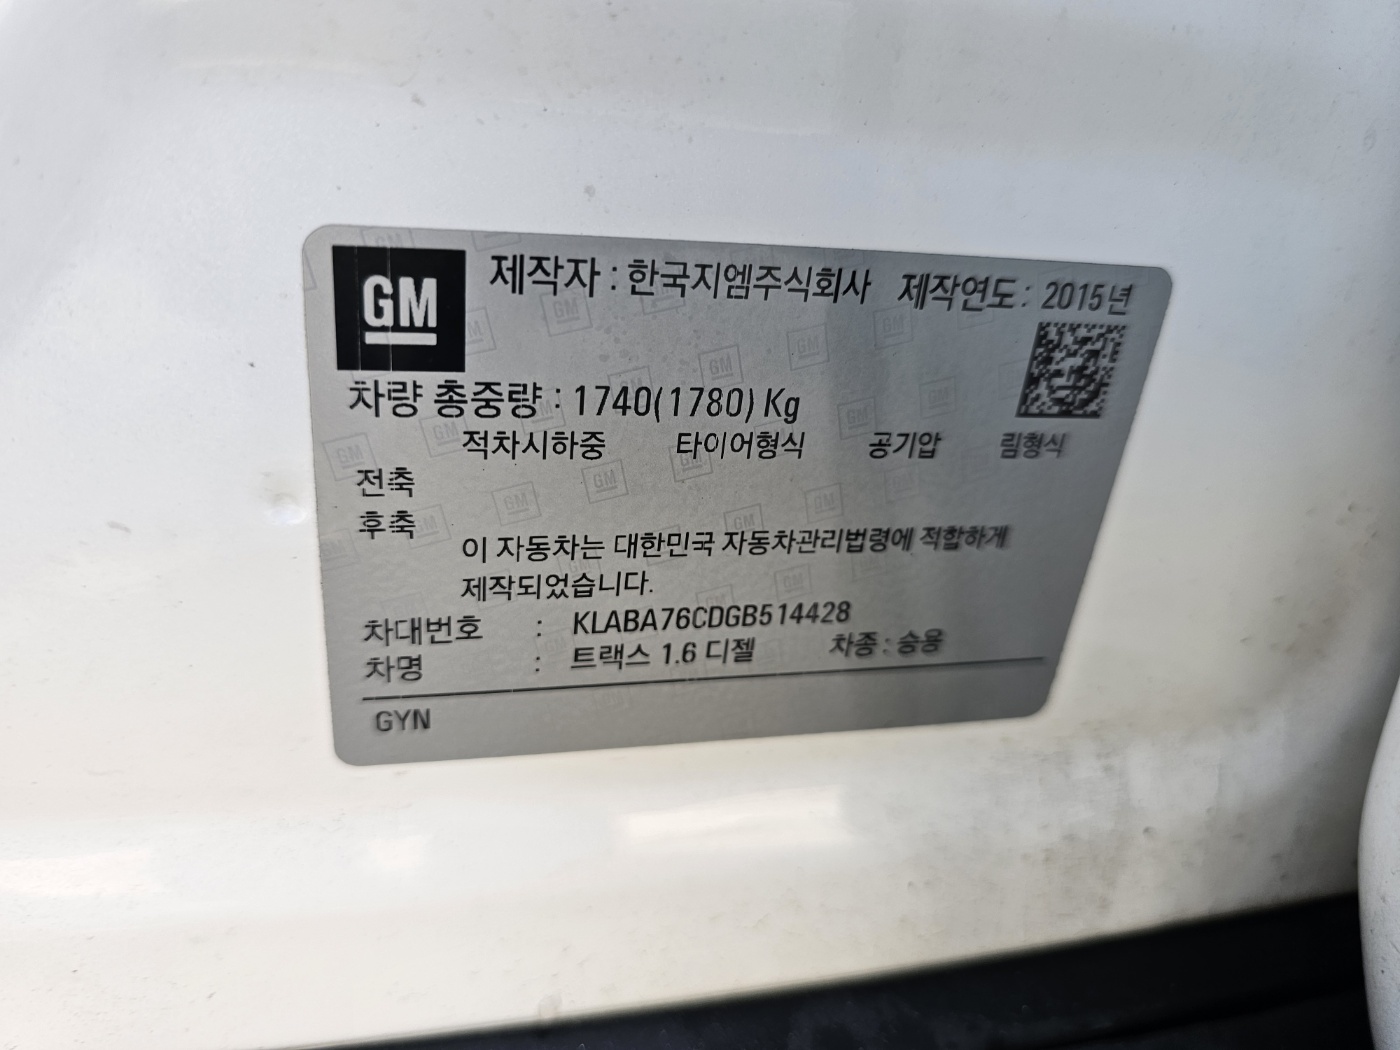 GM
제작자 : 한국지엠주식회사 제작연도 : 2015년
차량 총중량 : 1740(1780) Kg
적차시하중 타이어형식 공기압 림형식
전축
후축
이 자동차는 대한민국 자동차관리법령에 적합하게
제작되었습니다.
차대번호 : KLABA76CDGB514428
차명 : 트랙스 1.6 디젤 차종 : 승용
GYN